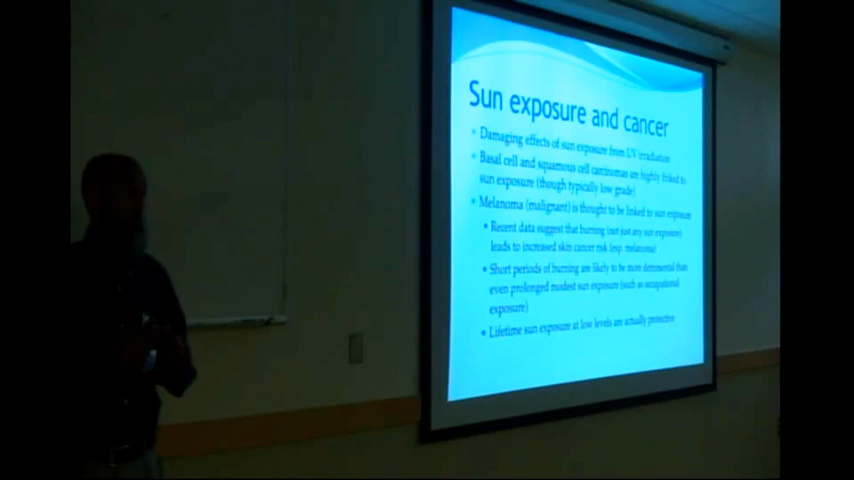 Sun exposure and cancer
Damaging effects of sun exposure from UV irradiation
Basal cell and squamous cell carcinomas are highly linked to
sun exposure (though typically low grade)
Melanoma (malignant) is thought to be linked to sun exposure
Recent data suggest that burning (not just any sun exposure)
leads to increased skin cancer risk (esp. melanoma)
Short periods of burning are likely to be more detrimental than
even prolonged modest sun exposure (such as occupational
exposure)
Lifetime sun exposure at low levels are actually protective